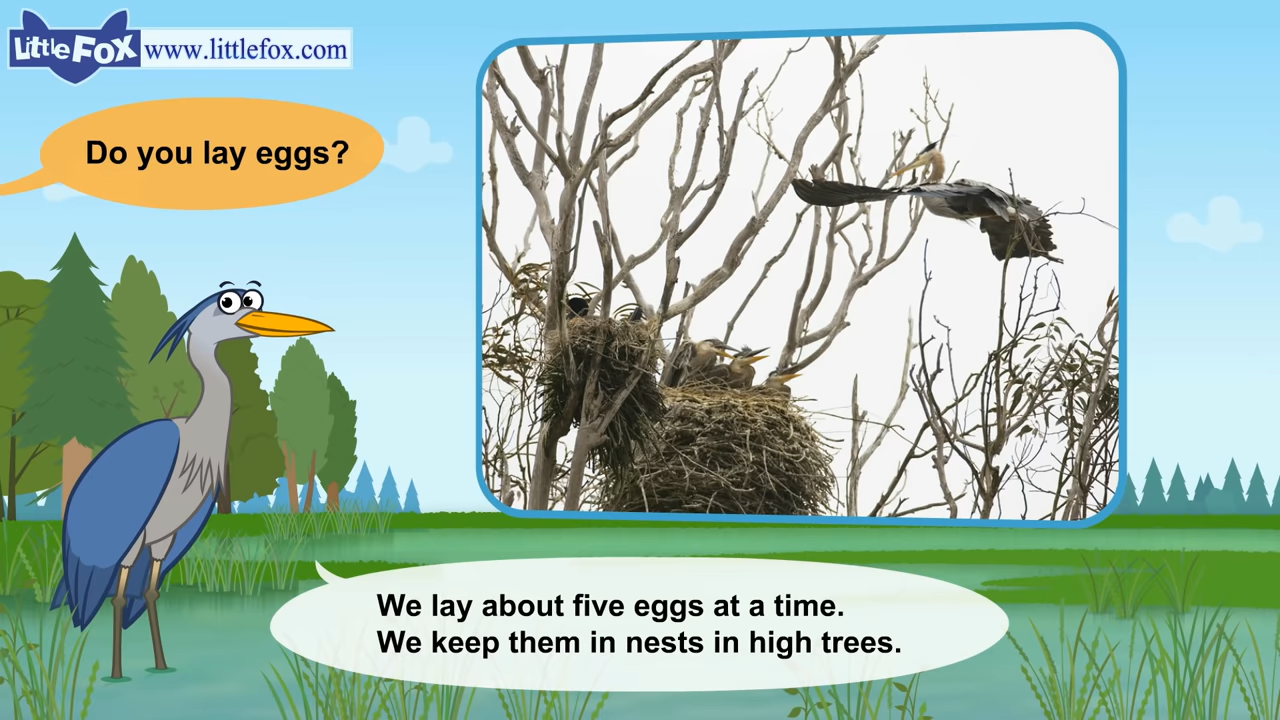 Little Fox www.littlefox.com
Do you lay eggs?
We lay about five eggs at a time.
We keep them in nests in high trees.